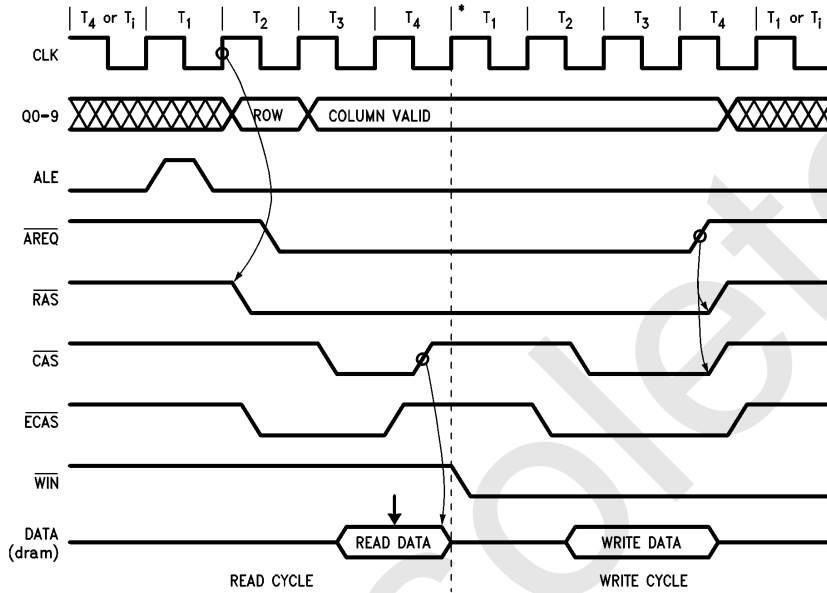 T4 or Ti T1 T2 T3 T4 * T1 T2 T3 T4 T1 or Ti
CLK
Q0-9 ROW COLUMN VALID
ALE
AREQ
RAS
CAS
ECAS
WIN
DATA (dram) READ DATA WRITE DATA
READ CYCLE WRITE CYCLE